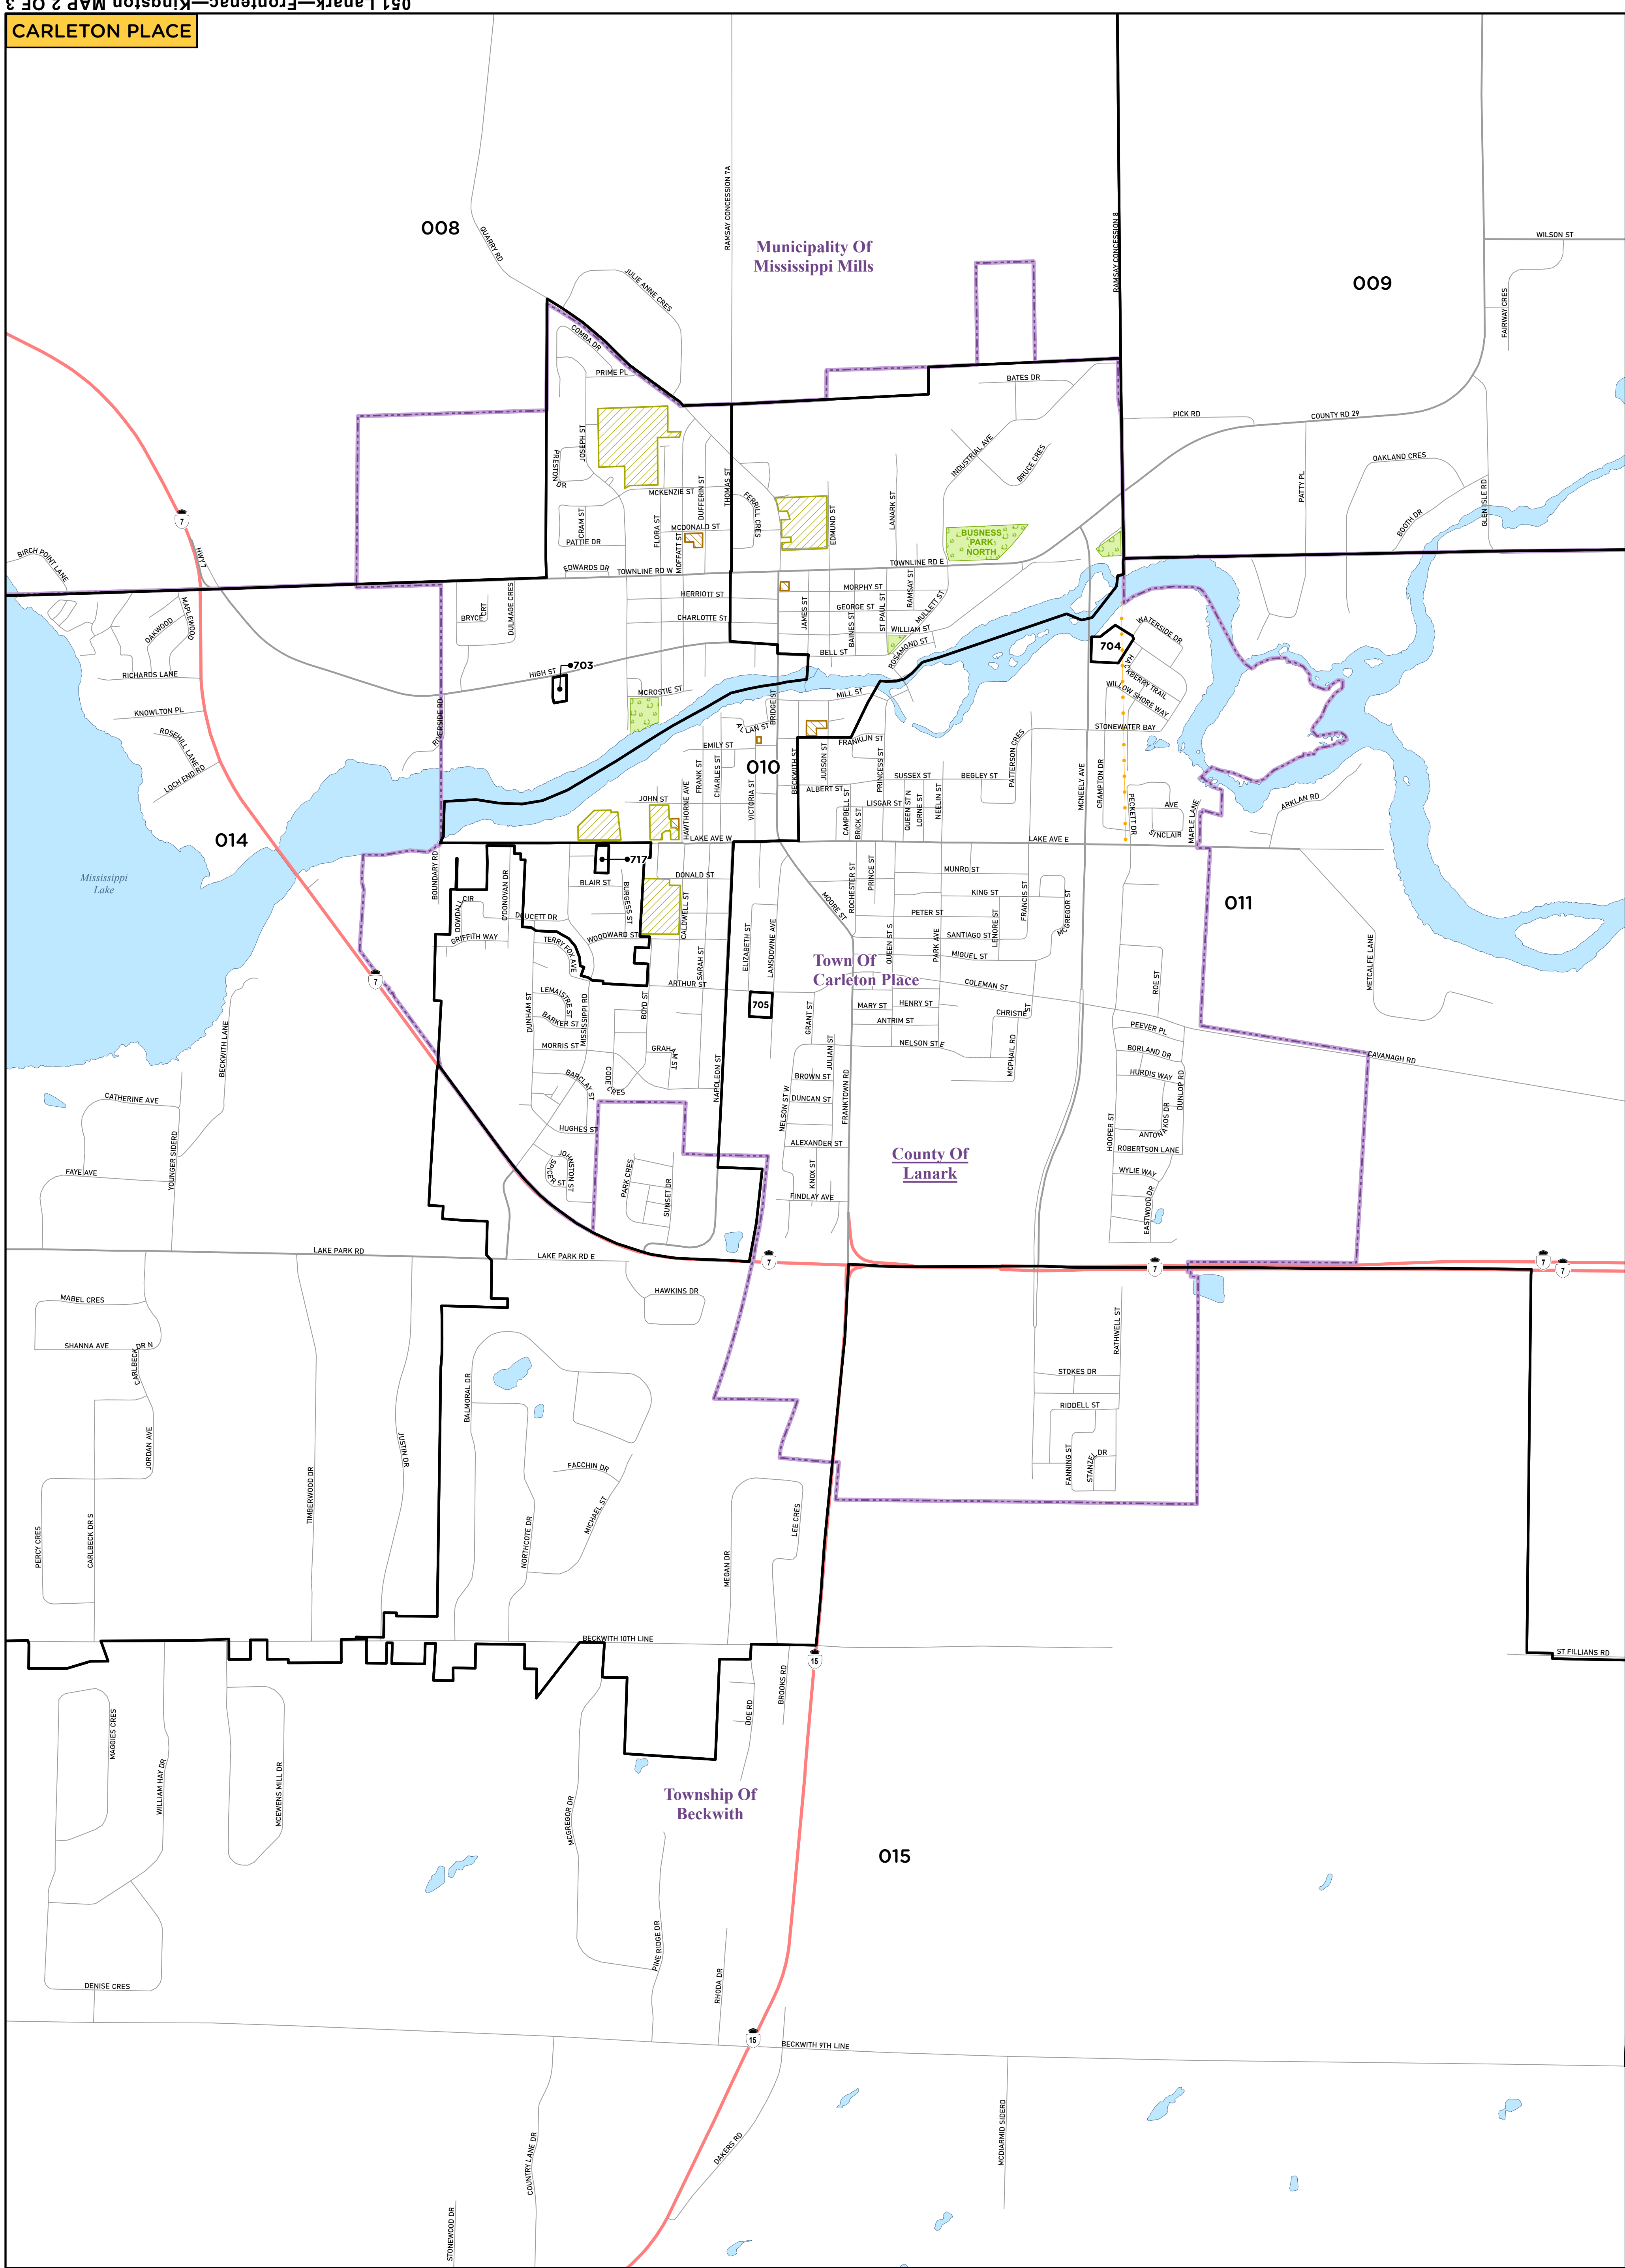 051 Lanark—Frontenac—Kingston MAP 2 OF 3
CARLETON PLACE
008
QUARRY RD
RAMSAY CONCESSION 7A
Municipality Of
Mississippi Mills
RAMSAY CONCESSION 8
009
WILSON ST
FAIRWAY CRES
JULIE ANNE CRES
COMBA DR
PRIME PL
BATES DR
PICK RD
COUNTY RD 29
JOSEPH ST
PRESTON
DR
INDUSTRIAL AVE
BRUCE CRES
OAKLAND CRES
PATTY PL
GLEN ISLE RD
BOOTH DR
7
HWY 7
MCKENZIE ST
DUFFERIN ST
THOMAS ST
FERRILL CRES
EDMUND ST
LANARK ST
CRAM ST
PATTIE DR
FLORA ST
MCDONALD ST
MOFFATT ST
BUSNESS
PARK
NORTH
BIRCH POINT LANE
EDWARDS DR
TOWNLINE RD W
TOWNLINE RD E
MAPLEWOOD
OAKWOOD
BRYCE
CRT
DULMAGE CRES
HERRIOTT ST
CHARLOTTE ST
JAMES ST
MORPHY ST
GEORGE ST
BAINES ST
ST PAUL ST
RAMSAY ST
MULLETT ST
WILLIAM ST
ROSAMOND ST
BELL ST
704
WATERSIDE DR
HACKBERRY TRAIL
WILLOW SHORE WAY
RICHARDS LANE
HIGH ST
703
MCROSTIE ST
KNOWLTON PL
RIVERSIDE RD
BRIDGE ST
MILL ST
STONEWATER BAY
ROSEHILL LANE
LOCH END RD
ALLAN ST
EMILY ST
FRANKLIN ST
PATTERSON CRES
010
FRANK ST
CHARLES ST
BECKWITH ST
JUDSON ST
PRINCESS ST
SUSSEX ST
BEGLEY ST
MCNEELY AVE
CRAMPTON DR
ALBERT ST
JOHN ST
HAWTHORNE AVE
VICTORIA ST
CAMPBELL ST
BRICK ST
LISGAR ST
QUEEN ST N
LORNE ST
NEELIN ST
PECKETT DR
AVE
SINCLAIR
MAPLE LANE
ARKLAN RD
014
LAKE AVE W
LAKE AVE E
Mississippi
Lake
BOUNDARY RD
717
BLAIR ST
BURGESS ST
DONALD ST
CALDWELL ST
MOORE ST
ROCHESTER ST
PRINCE ST
MUNRO ST
KING ST
FRANCIS ST
MCGREGOR ST
011
DOWDALL
CIR
ODONOVAN DR
DOUCETT DR
GRIFFITH WAY
TERRY FOX AVE
WOODWARD ST
ELIZABETH ST
LANSDOWNE AVE
PETER ST
SANTIAGO ST
LENORE ST
QUEEN ST S
PARK AVE
MIGUEL ST
Town Of
Carleton Place
METCALFE LANE
7
SARAH ST
ARTHUR ST
705
COLEMAN ST
ROE ST
DUNHAM ST
LEMAISTRE ST
BARKER ST
MISSISSIPPI RD
BOGS ST
MORRIS ST
GRAHAM ST
GRANT ST
MARY ST
HENRY ST
ANTRIM ST
NELSON ST E
CHRISTIE
ST
MCPHAIL RD
PEEVER PL
BECKWITH LANE
BARCLAY ST
CODE
CRES
NAPOLEON ST
JULIAN ST
BROWN ST
DUNCAN ST
NELSON ST W
FRANKTOWN RD
BORLAND DR
HURDIS WAY
DUNLOP RD
CAVANAGH RD
CATHERINE AVE
HUGHES ST
ALEXANDER ST
ANTONAKOS DR
HOOPER ST
ROBERTSON LANE
County Of
Lanark
FAYE AVE
YOUNGER SIDERD
JOHNSTON ST
SPICER ST
PARK CRES
SUNSET DR
KNOX ST
FINDLAY AVE
WYLIE WAY
EASTWOOD DR
LAKE PARK RD
LAKE PARK RD E
7
7
7
7
MABEL CRES
HAWKINS DR
SHANNA AVE
CARLBECK
DR N
RATHWELL ST
STOKES DR
RIDDELL ST
FANNING ST
STANZEL
DR
JORDAN AVE
JUSTIN DR
BALMORAL DR
FACCHIN DR
MICHAEL ST
PERCY CRES
CARLBECK DR S
TIMBERWOOD DR
NORTHCOTE DR
MEGAN DR
LEE CRES
BECKWITH 10TH LINE
15
ST FILLIANS RD
MAGGIES CRES
WILLIAM HAY DR
MCEWENS MILL DR
DOE RD
BROOKS RD
MCGREGOR DR
Township Of
Beckwith
015
PINE RIDGE DR
RHODA DR
DENISE CRES
15
BECKWITH 9TH LINE
COUNTRY LANE DR
DAKERS RD
MCDIARMID SIDERD
STONEWOOD DR